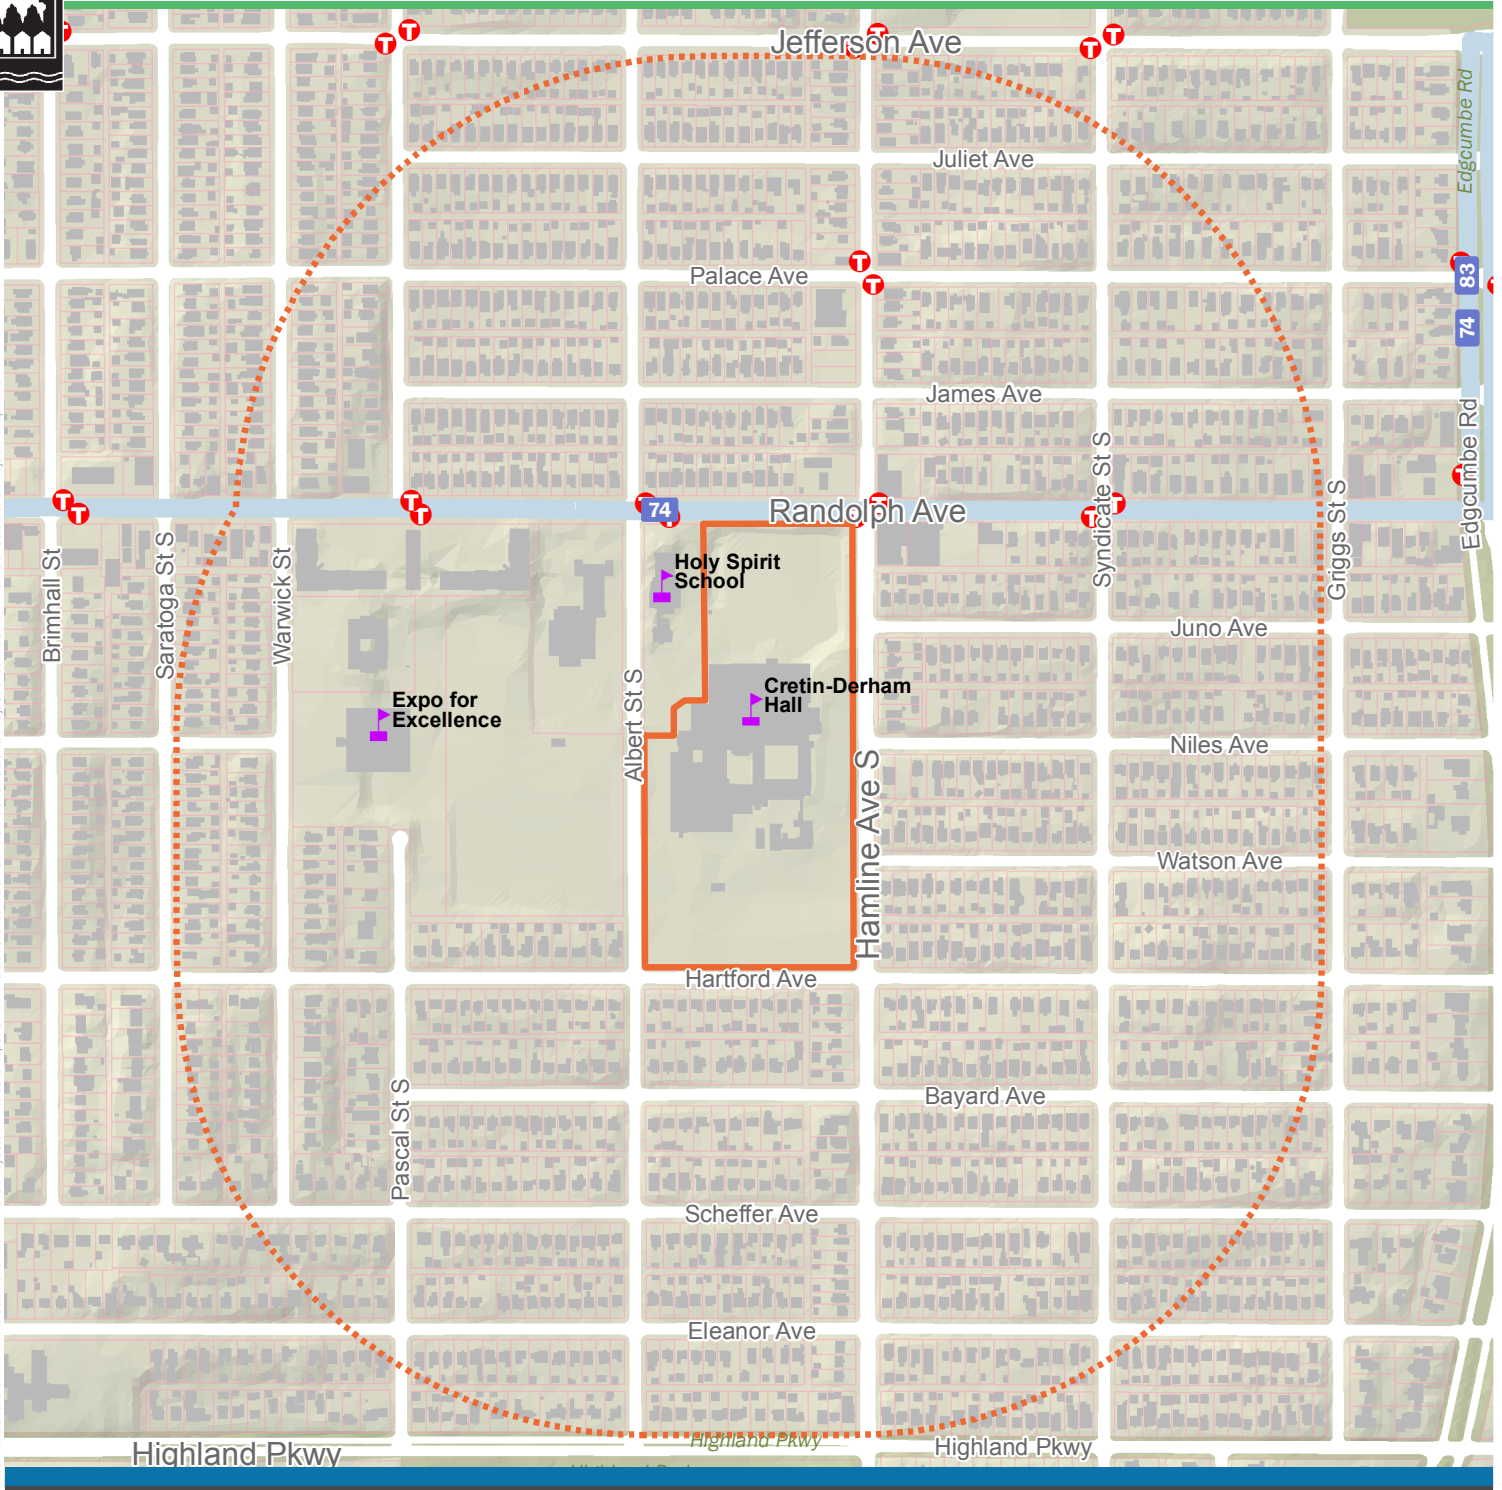 Jefferson Ave
Edgcumbe Rd
Juliet Ave
Palace Ave
83
74
James Ave
Edgcumbe Rd
Syndicate St S
Griggs St S
74
Randolph Ave
Brimhall St
Saratoga St S
Warwick St
Holy Spirit
School
Juno Ave
Albert St S
Cretin-Derham
Hall
Expo for
Excellence
Niles Ave
Hamline Ave S
Watson Ave
Hartford Ave
Pascal St S
Bayard Ave
Scheffer Ave
Eleanor Ave
Highland Pkwy
Highland Pkwy
Highland Pkwy